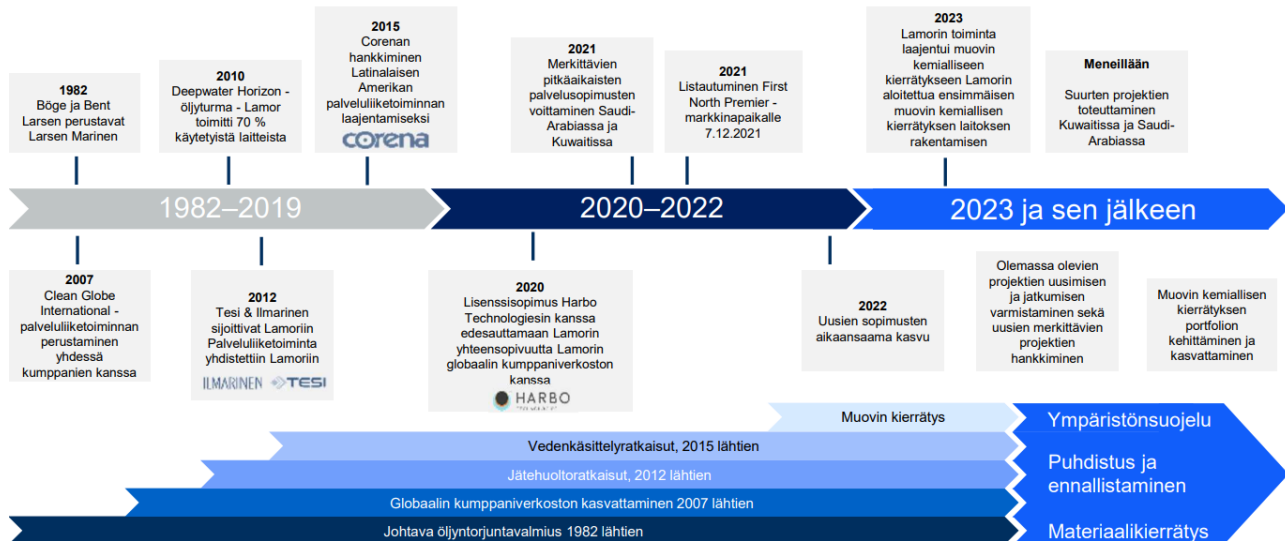 1982
Böge ja Bent
Larsen perustavat
Larsen Marinen
2010
Deepwater Horizon -
öljyturma - Lamor
toimitti 70 %
käytetyistä laitteista
2015
Corenan
hankkiminen
Latinalaisen
Amerikan
palveluliiketoiminnan
laajentamiseksi
corena
2021
Merkittävien
pitkäaikaisten
palvelusopimusten
voittaminen Saudi-
Arabiassa ja
Kuwaitissa
2021
Listautuminen First
North Premier -
markkinapaikalle
7.12.2021
2023
Lamorin toiminta
laajentui muovin
kemialliseen
kierrätykseen Lamorin
aloitettua ensimmäisen
muovin kemiallisen
kierrätyksen laitoksen
rakentamisen
Meneillään
Suurten projektien
toteuttaminen
Kuwaitissa ja Saudi-
Arabiassa
1982–2019
2020–2022
2023 ja sen jälkeen
2007
Clean Globe
International -
palveluliiketoiminnan
perustaminen
yhdessä
kumppanien kanssa
2012
Tesi & Ilmarinen
sijoittivat Lamoriin
Palveluliiketoiminta
yhdistettiin Lamoriin
ILMARINEN TESI
2020
Lisenssisopimus Harbo
Technologiesin kanssa
edesauttamaan Lamorin
yhteensopivuutta Lamorin
globaalin kumppaniverkoston
kanssa
HARBO
2022
Uusien sopimusten
aikaansaama kasvu
Olemassa olevien
projektien uusimisen
ja jatkumisen
varmistaminen sekä
uusien merkittävien
projektien
hankkiminen
Muovin kemiallisen
kierrätyksen
portfolion
kehittäminen ja
kasvattaminen
Muovin kierrätys
Vedenkäsittelyratkaisut, 2015 lähtien
Jätehuoltoratkaisut, 2012 lähtien
Globaalin kumppaniverkoston kasvattaminen 2007 lähtien
Johtava öljyntorjuntavalmius 1982 lähtien
Ympäristönsuojelu
Puhdistus ja
ennallistaminen
Materiaalikierrätys